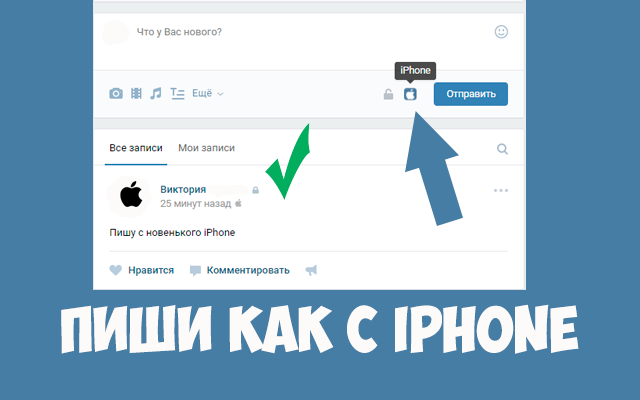 Что у Вас нового?
iPhone
Ещё
Отправить
Все записи Мои записи
Виктория
25 минут назад
Пишу с новенького iPhone
Нравится Комментировать
ПИШИ КАК С IPHONE